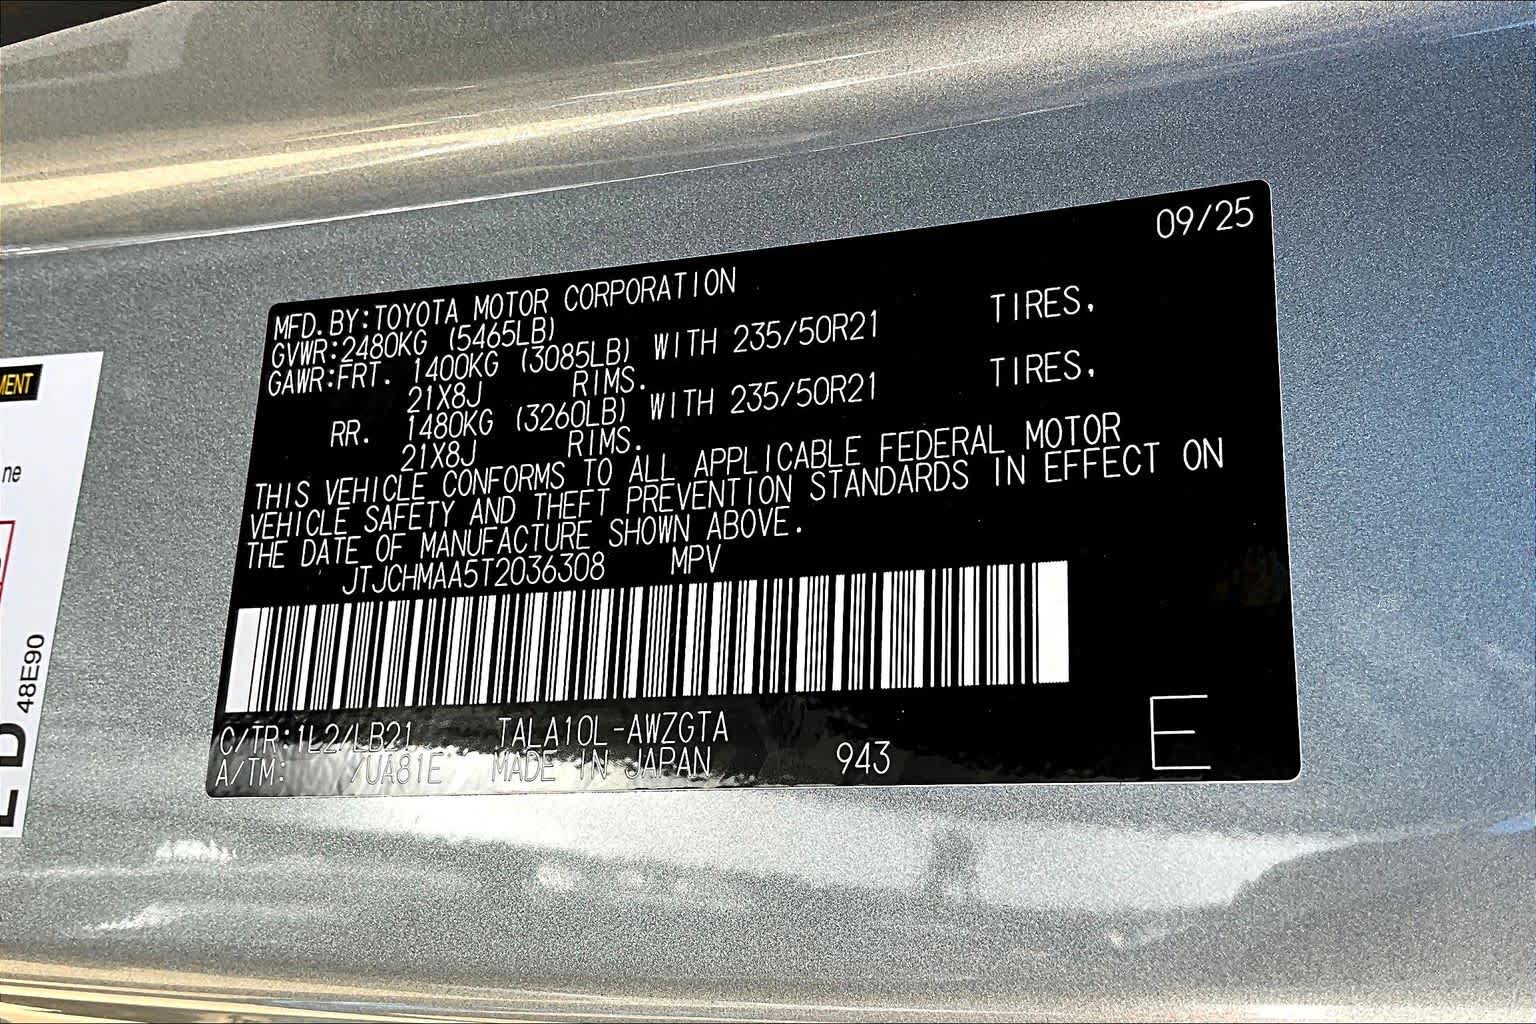 09/25
MFD.BY:TOYOTA MOTOR CORPORATION
GVWR:2480KG (5465LB)
GAWR:FRT. 1400KG (3085LB) WITH 235/50R21 TIRES,
21X8J RIMS.
RR. 1480KG (3260LB) WITH 235/50R21 TIRES,
21X8J RIMS.
THIS VEHICLE CONFORMS TO ALL APPLICABLE FEDERAL MOTOR
VEHICLE SAFETY AND THEFT PREVENTION STANDARDS IN EFFECT ON
THE DATE OF MANUFACTURE SHOWN ABOVE.
JTJCHMAA5T2036308 MPV
C/TR:1L2/LB21 TALA10L-AWZGTA
A/TM: /UA81E MADE IN JAPAN 943
E
MENT
ne
48E90